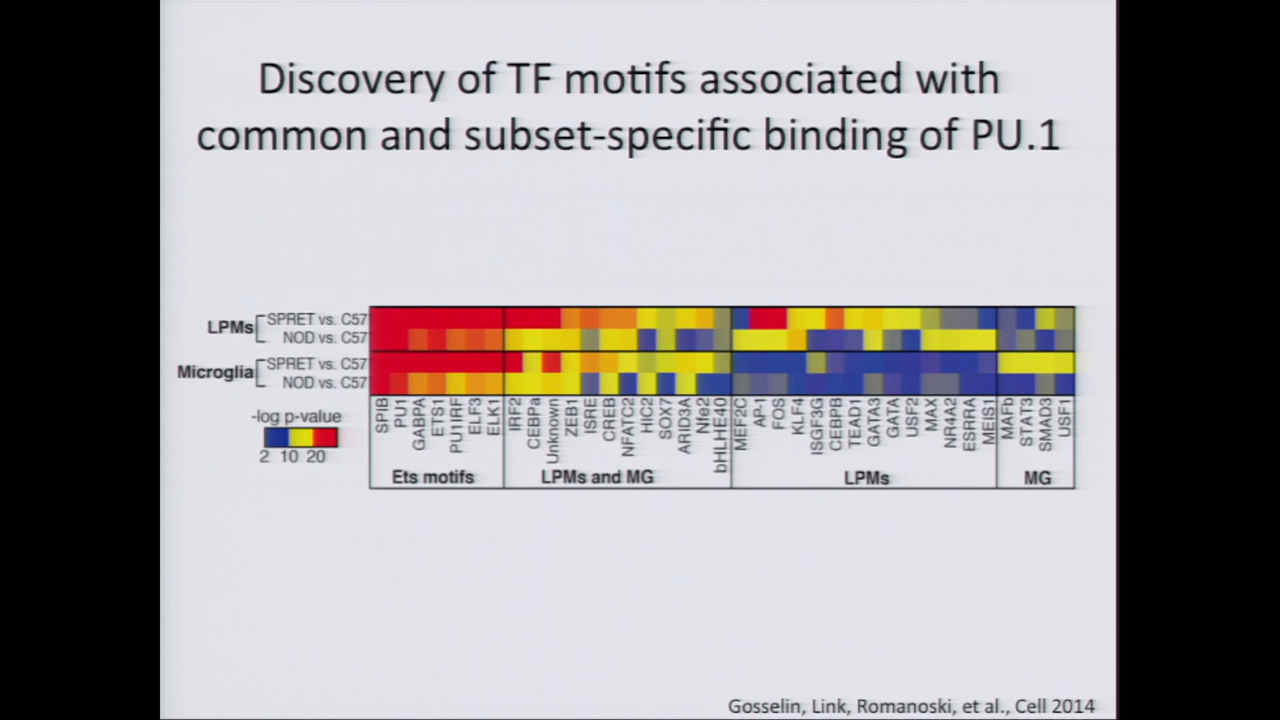 Discovery of TF motifs associated with
common and subset-specific binding of PU.1
LPMs
SPRET vs. C57
NOD vs. C57
Microglia
SPRET vs. C57
NOD vs. C57
-log p-value
2 10 20
SPIB
PU1
GABPA
ETS1
PU1IRF
ELF3
ELK1
IRF2
CEBPa
Unknown
ZEB1
ISRE
CREB
NFATC2
HIC2
SOX7
ARID3A
Nfe2
bHLHE40
MEF2C
AP-1
FOS
KLF4
ISGF3G
CEBPB
TEAD1
GATA3
GATA
USF2
MAX
NR4A2
ESRRA
MEIS1
MAFb
STAT3
SMAD3
USF1
Ets motifs
LPMs and MG
LPMs
MG
Gosselin, Link, Romanoski, et al., Cell 2014